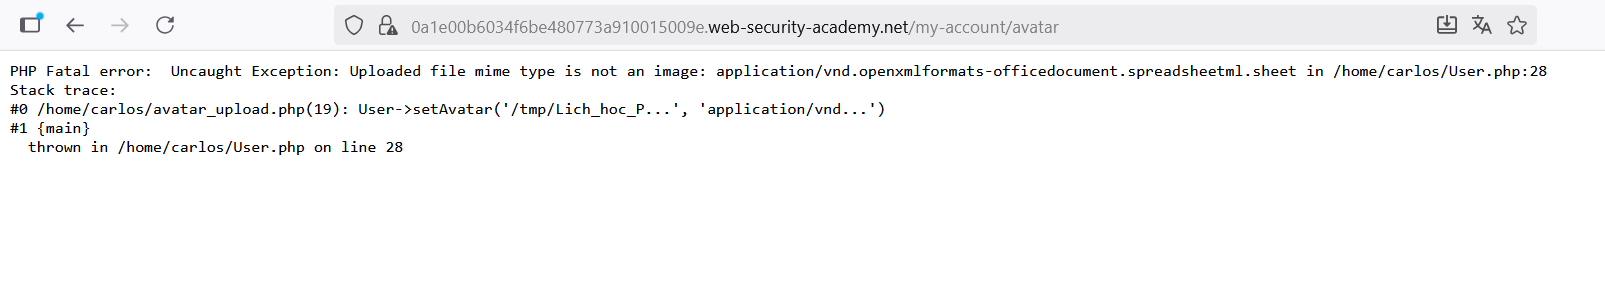 0a1e00b6034f6be480773a910015009e.web-security-academy.net/my-account/avatar
PHP Fatal error:  Uncaught Exception: Uploaded file mime type is not an image: application/vnd.openxmlformats-officedocument.spreadsheetml.sheet in /home/carlos/User.php:28
Stack trace:
#0 /home/carlos/avatar_upload.php(19): User->setAvatar('/tmp/Lich_hoc_P...', 'application/vnd...')
#1 {main}
  thrown in /home/carlos/User.php on line 28